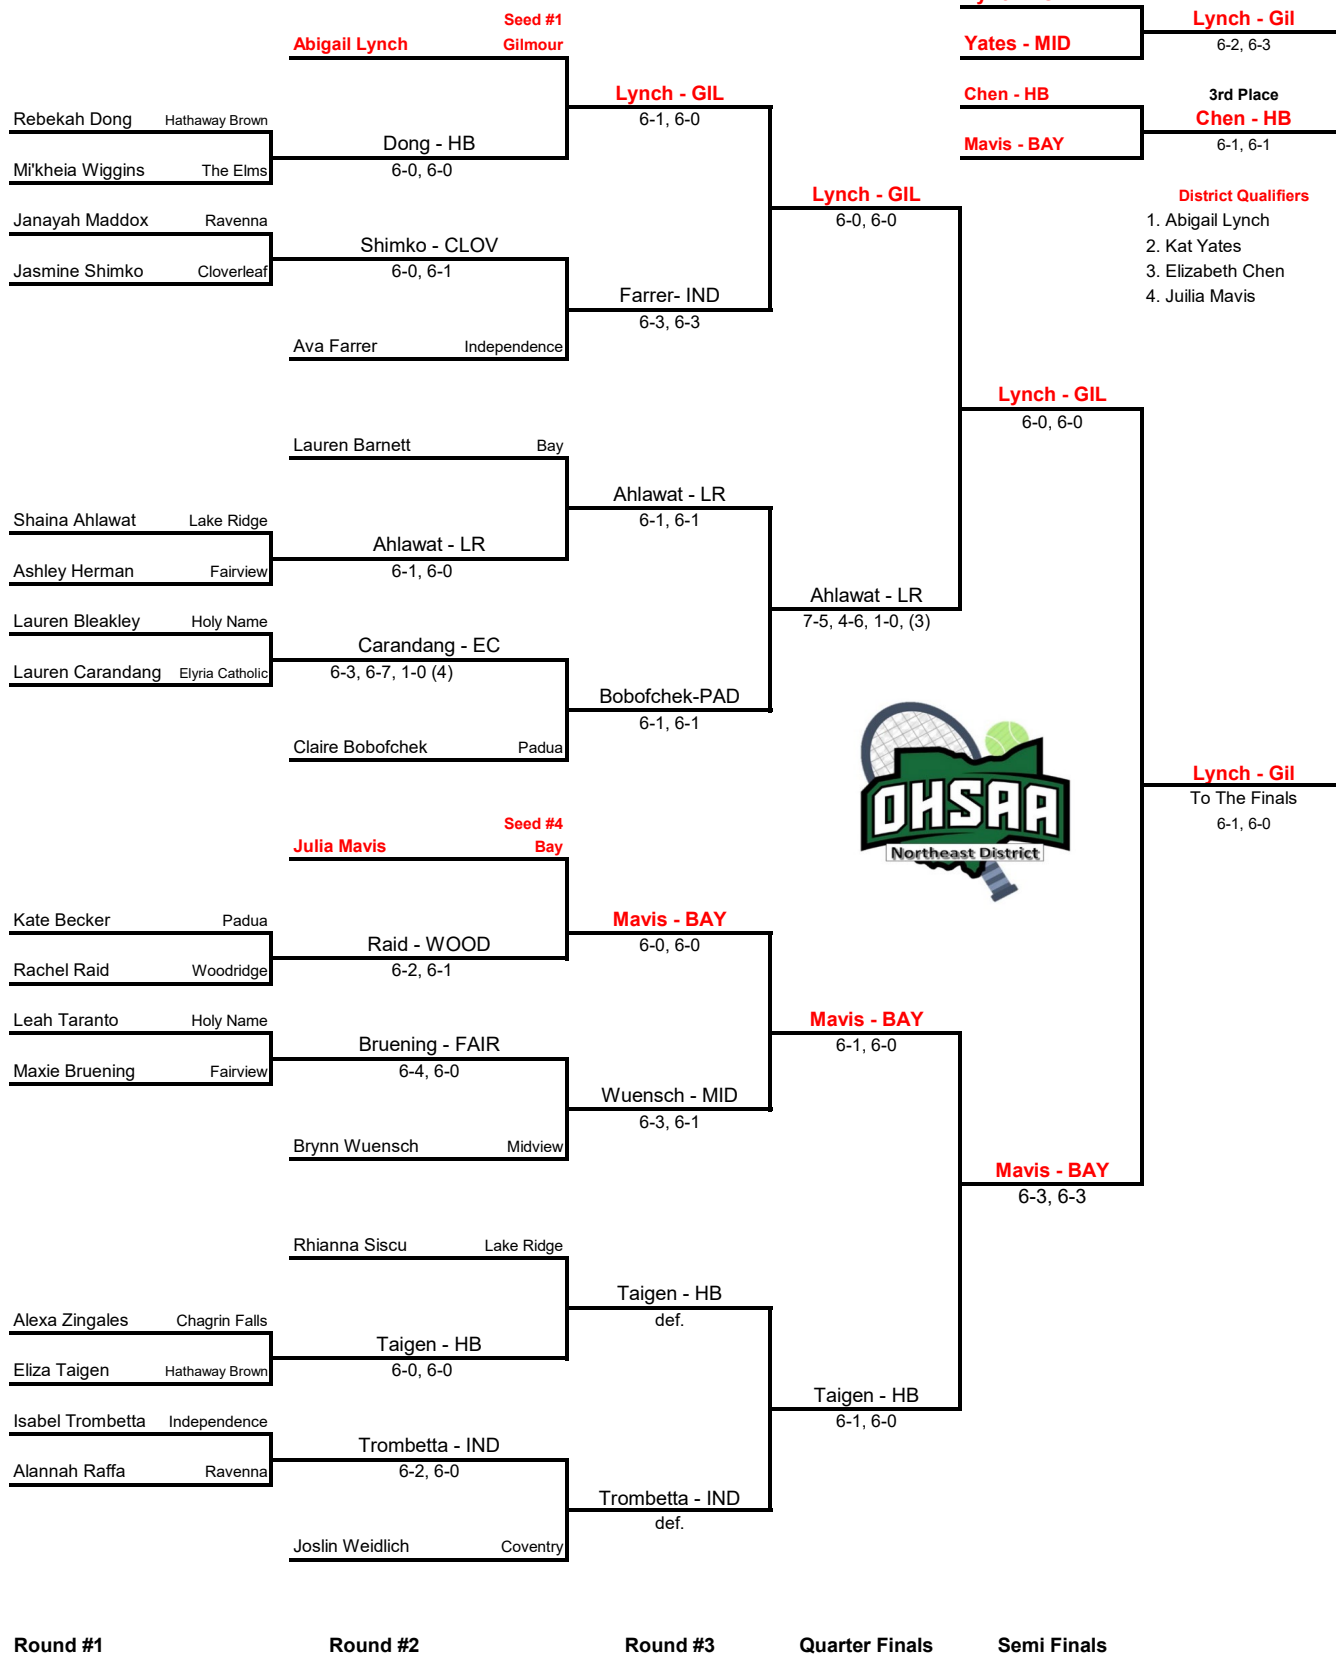 Seed #1
Abigail Lynch Gilmour
Lynch - Gil
Yates - MID 6-2, 6-3
Chen - HB 3rd Place
Chen - HB
Mavis - BAY 6-1, 6-1
District Qualifiers
1. Abigail Lynch
2. Kat Yates
3. Elizabeth Chen
4. Juilia Mavis
Lynch - GIL
6-1, 6-0
Rebekah Dong Hathaway Brown
Dong - HB
6-0, 6-0
Mi'kheia Wiggins The Elms
Lynch - GIL
6-0, 6-0
Janayah Maddox Ravenna
Shimko - CLOV
6-0, 6-1
Jasmine Shimko Cloverleaf
Farrer- IND
6-3, 6-3
Ava Farrer Independence
Lynch - GIL
6-0, 6-0
Lauren Barnett Bay
Ahlawat - LR
6-1, 6-1
Shaina Ahlawat Lake Ridge
Ahlawat - LR
6-1, 6-0
Ashley Herman Fairview
Ahlawat - LR
7-5, 4-6, 1-0, (3)
Lauren Bleakley Holy Name
Carandang - EC
6-3, 6-7, 1-0 (4)
Lauren Carandang Elyria Catholic
Bobofchek-PAD
6-1, 6-1
Claire Bobofchek Padua
OHSAA
Northeast District
Lynch - Gil
To The Finals
6-1, 6-0
Seed #4
Julia Mavis Bay
Mavis - BAY
6-0, 6-0
Kate Becker Padua
Raid - WOOD
6-2, 6-1
Rachel Raid Woodridge
Mavis - BAY
6-1, 6-0
Leah Taranto Holy Name
Bruening - FAIR
6-4, 6-0
Maxie Bruening Fairview
Wuensch - MID
6-3, 6-1
Brynn Wuensch Midview
Mavis - BAY
6-3, 6-3
Rhianna Siscu Lake Ridge
Taigen - HB
def.
Alexa Zingales Chagrin Falls
Taigen - HB
6-0, 6-0
Eliza Taigen Hathaway Brown
Taigen - HB
6-1, 6-0
Isabel Trombetta Independence
Trombetta - IND
6-2, 6-0
Alannah Raffa Ravenna
Trombetta - IND
def.
Joslin Weidlich Coventry
Round #1 Round #2 Round #3 Quarter Finals Semi Finals